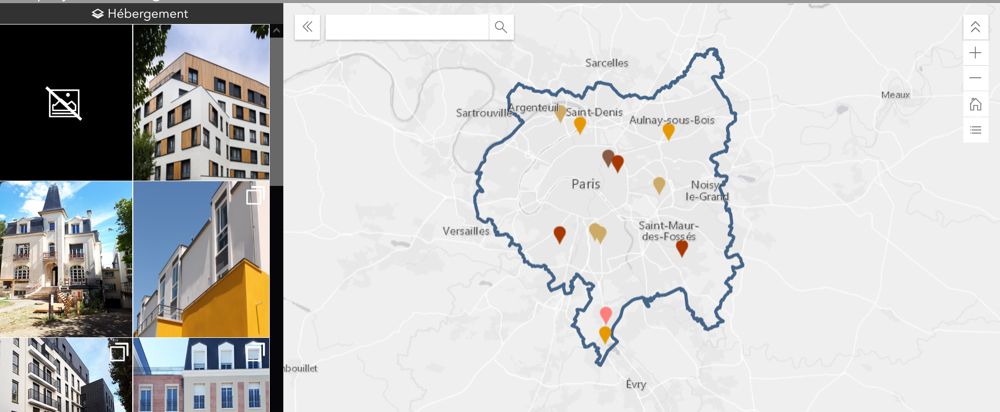 Hébergement
Sarcelles
Meaux
Argenteuil
Sartrouville
Saint-Denis
Aulnay-sous-Bois
Paris
Noisy-
le-Grand
Saint-Maur-
des-Fossés
Versailles
Évry